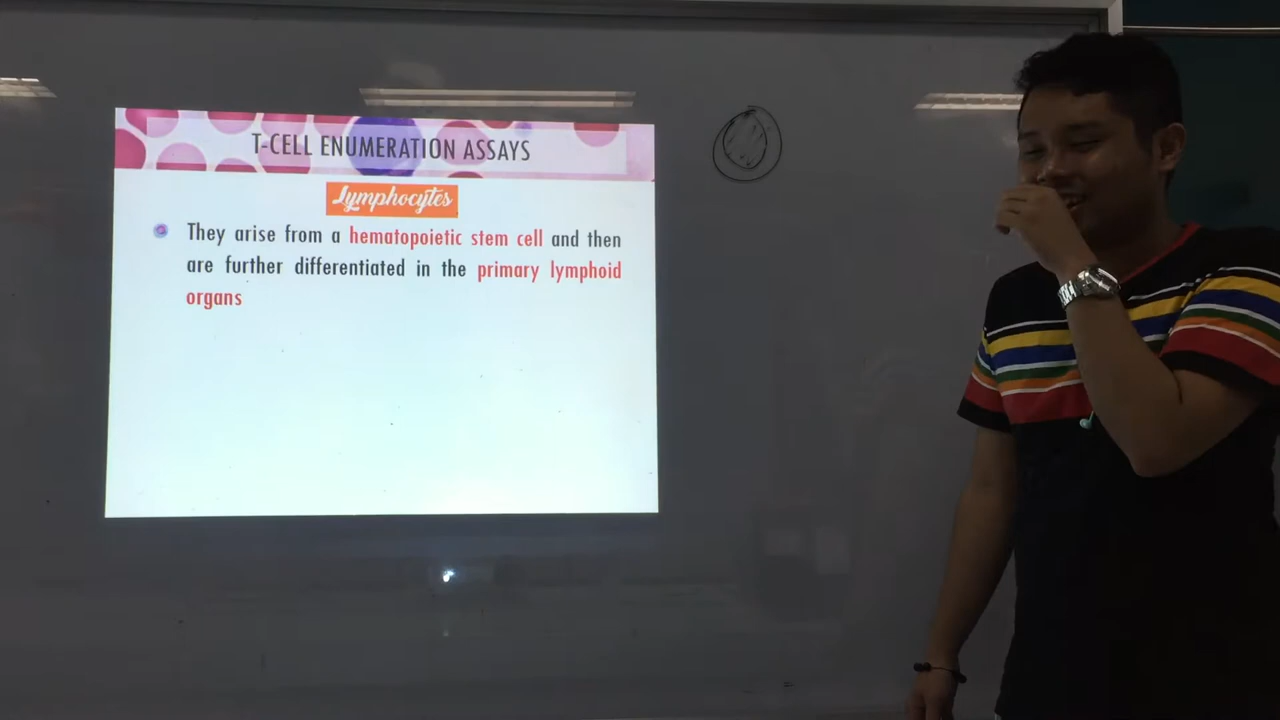 T-CELL ENUMERATION ASSAYS
Lymphocytes
They arise from a hematopoietic stem cell and then
are further differentiated in the primary lymphoid
organs